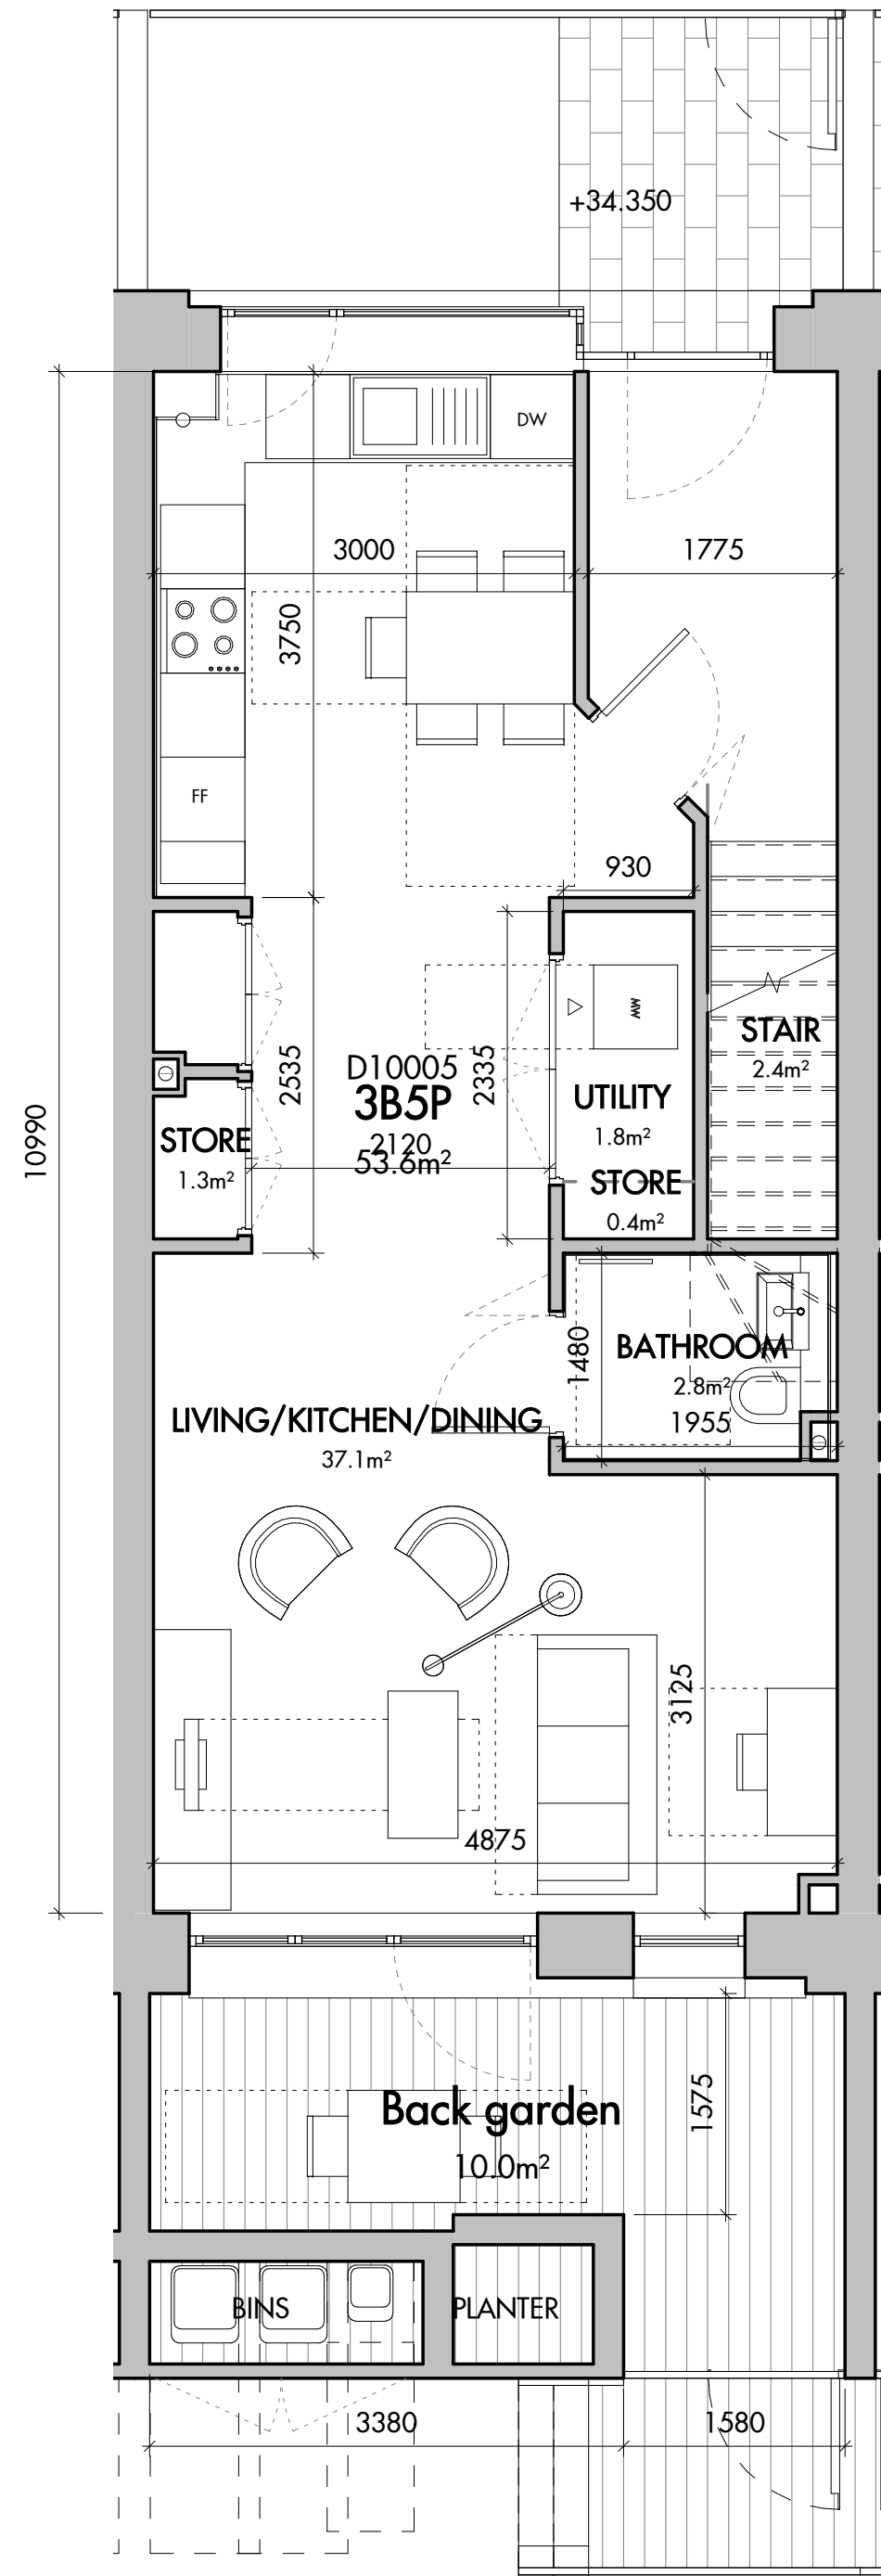 +34.350
DW
3000
1775
3750
FF
930
2535
D10005
3B5P
2120
53.6m²
2335
UTILITY
1.8m²
STORE
0.4m²
STAIR
2.4m²
STORE
1.3m²
10990
1480
BATHROOM
2.8m²
1955
LIVING/KITCHEN/DINING
37.1m²
3125
4875
Back garden
10.0m²
1575
BINS
PLANTER
3380
1580